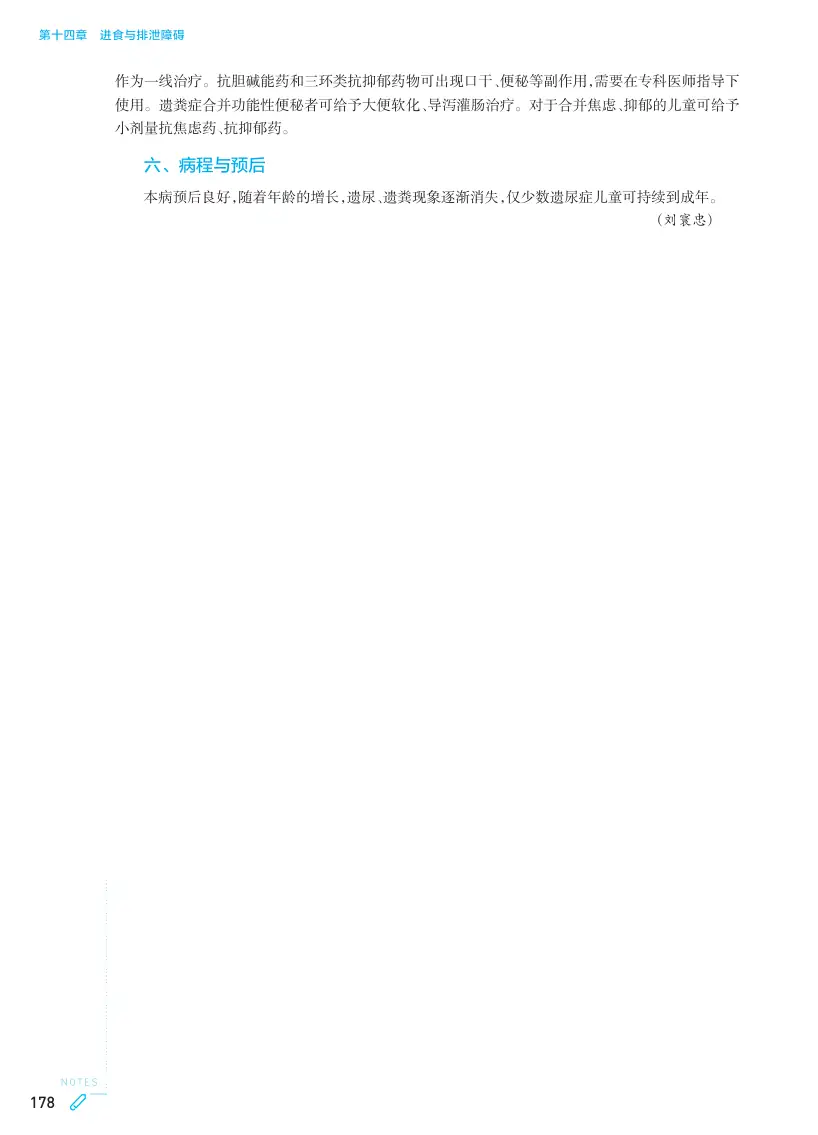 第十四章 进食与排泄障碍
作为一线治疗。抗胆碱能药和三环类抗抑郁药物可出现口干、便秘等副作用,需要在专科医师指导下
使用。遗粪症合并功能性便秘者可给予大便软化、导泻灌肠治疗。对于合并焦虑、抑郁的儿童可给予
小剂量抗焦虑药、抗抑郁药。
六、病程与预后
本病预后良好,随着年龄的增长,遗尿、遗粪现象逐渐消失,仅少数遗尿症儿童可持续到成年。
(刘寰忠)
NOTES
178